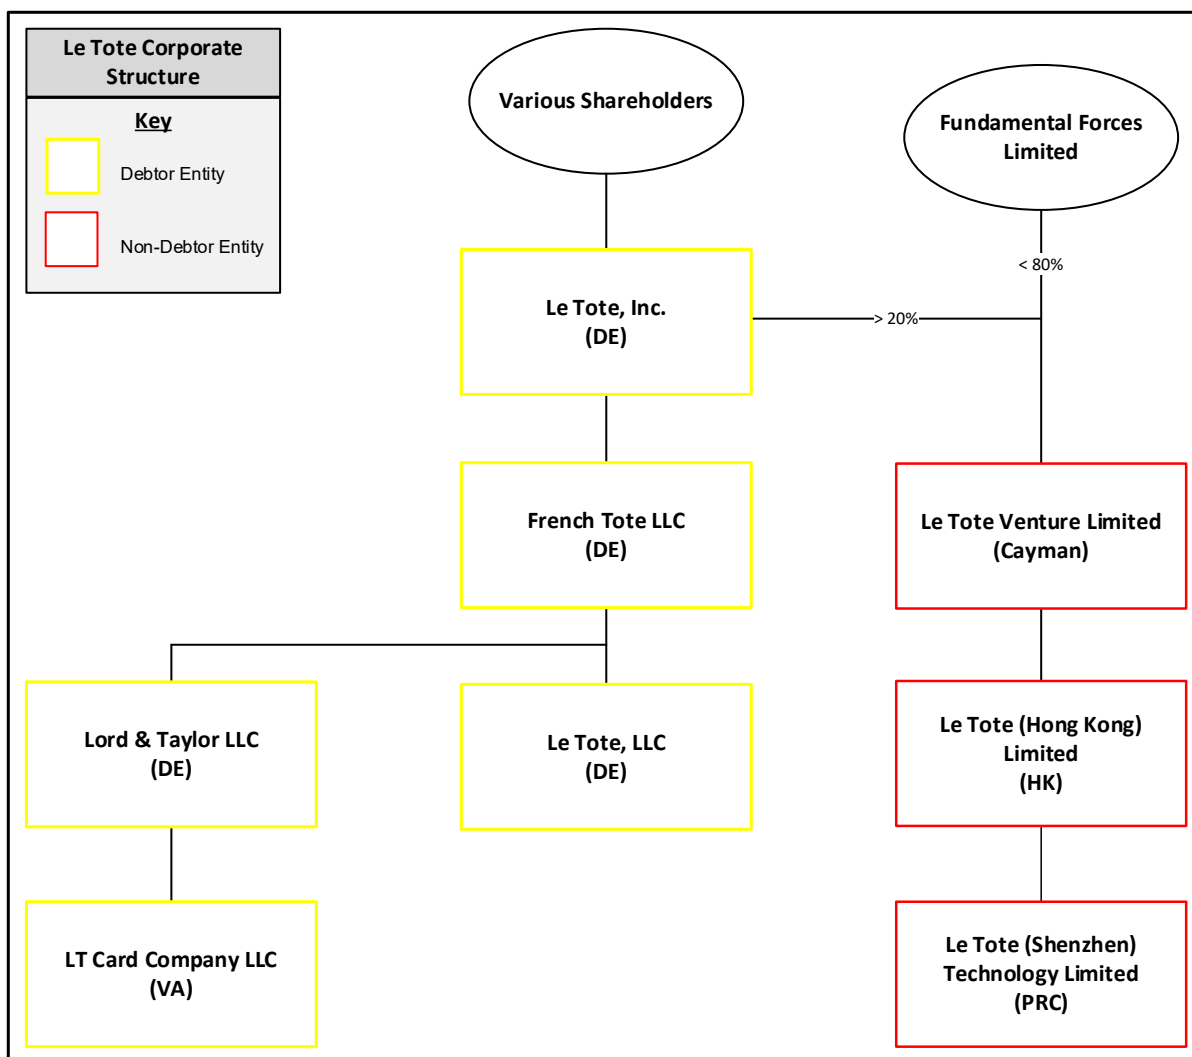 Le Tote Corporate
Structure
Key
Debtor Entity
Non-Debtor Entity
Various Shareholders
Fundamental Forces
Limited
< 80%
Le Tote, Inc.
(DE)
> 20%
French Tote LLC
(DE)
Le Tote Venture Limited
(Cayman)
Lord & Taylor LLC
(DE)
Le Tote, LLC
(DE)
Le Tote (Hong Kong)
Limited
(HK)
LT Card Company LLC
(VA)
Le Tote (Shenzhen)
Technology Limited
(PRC)